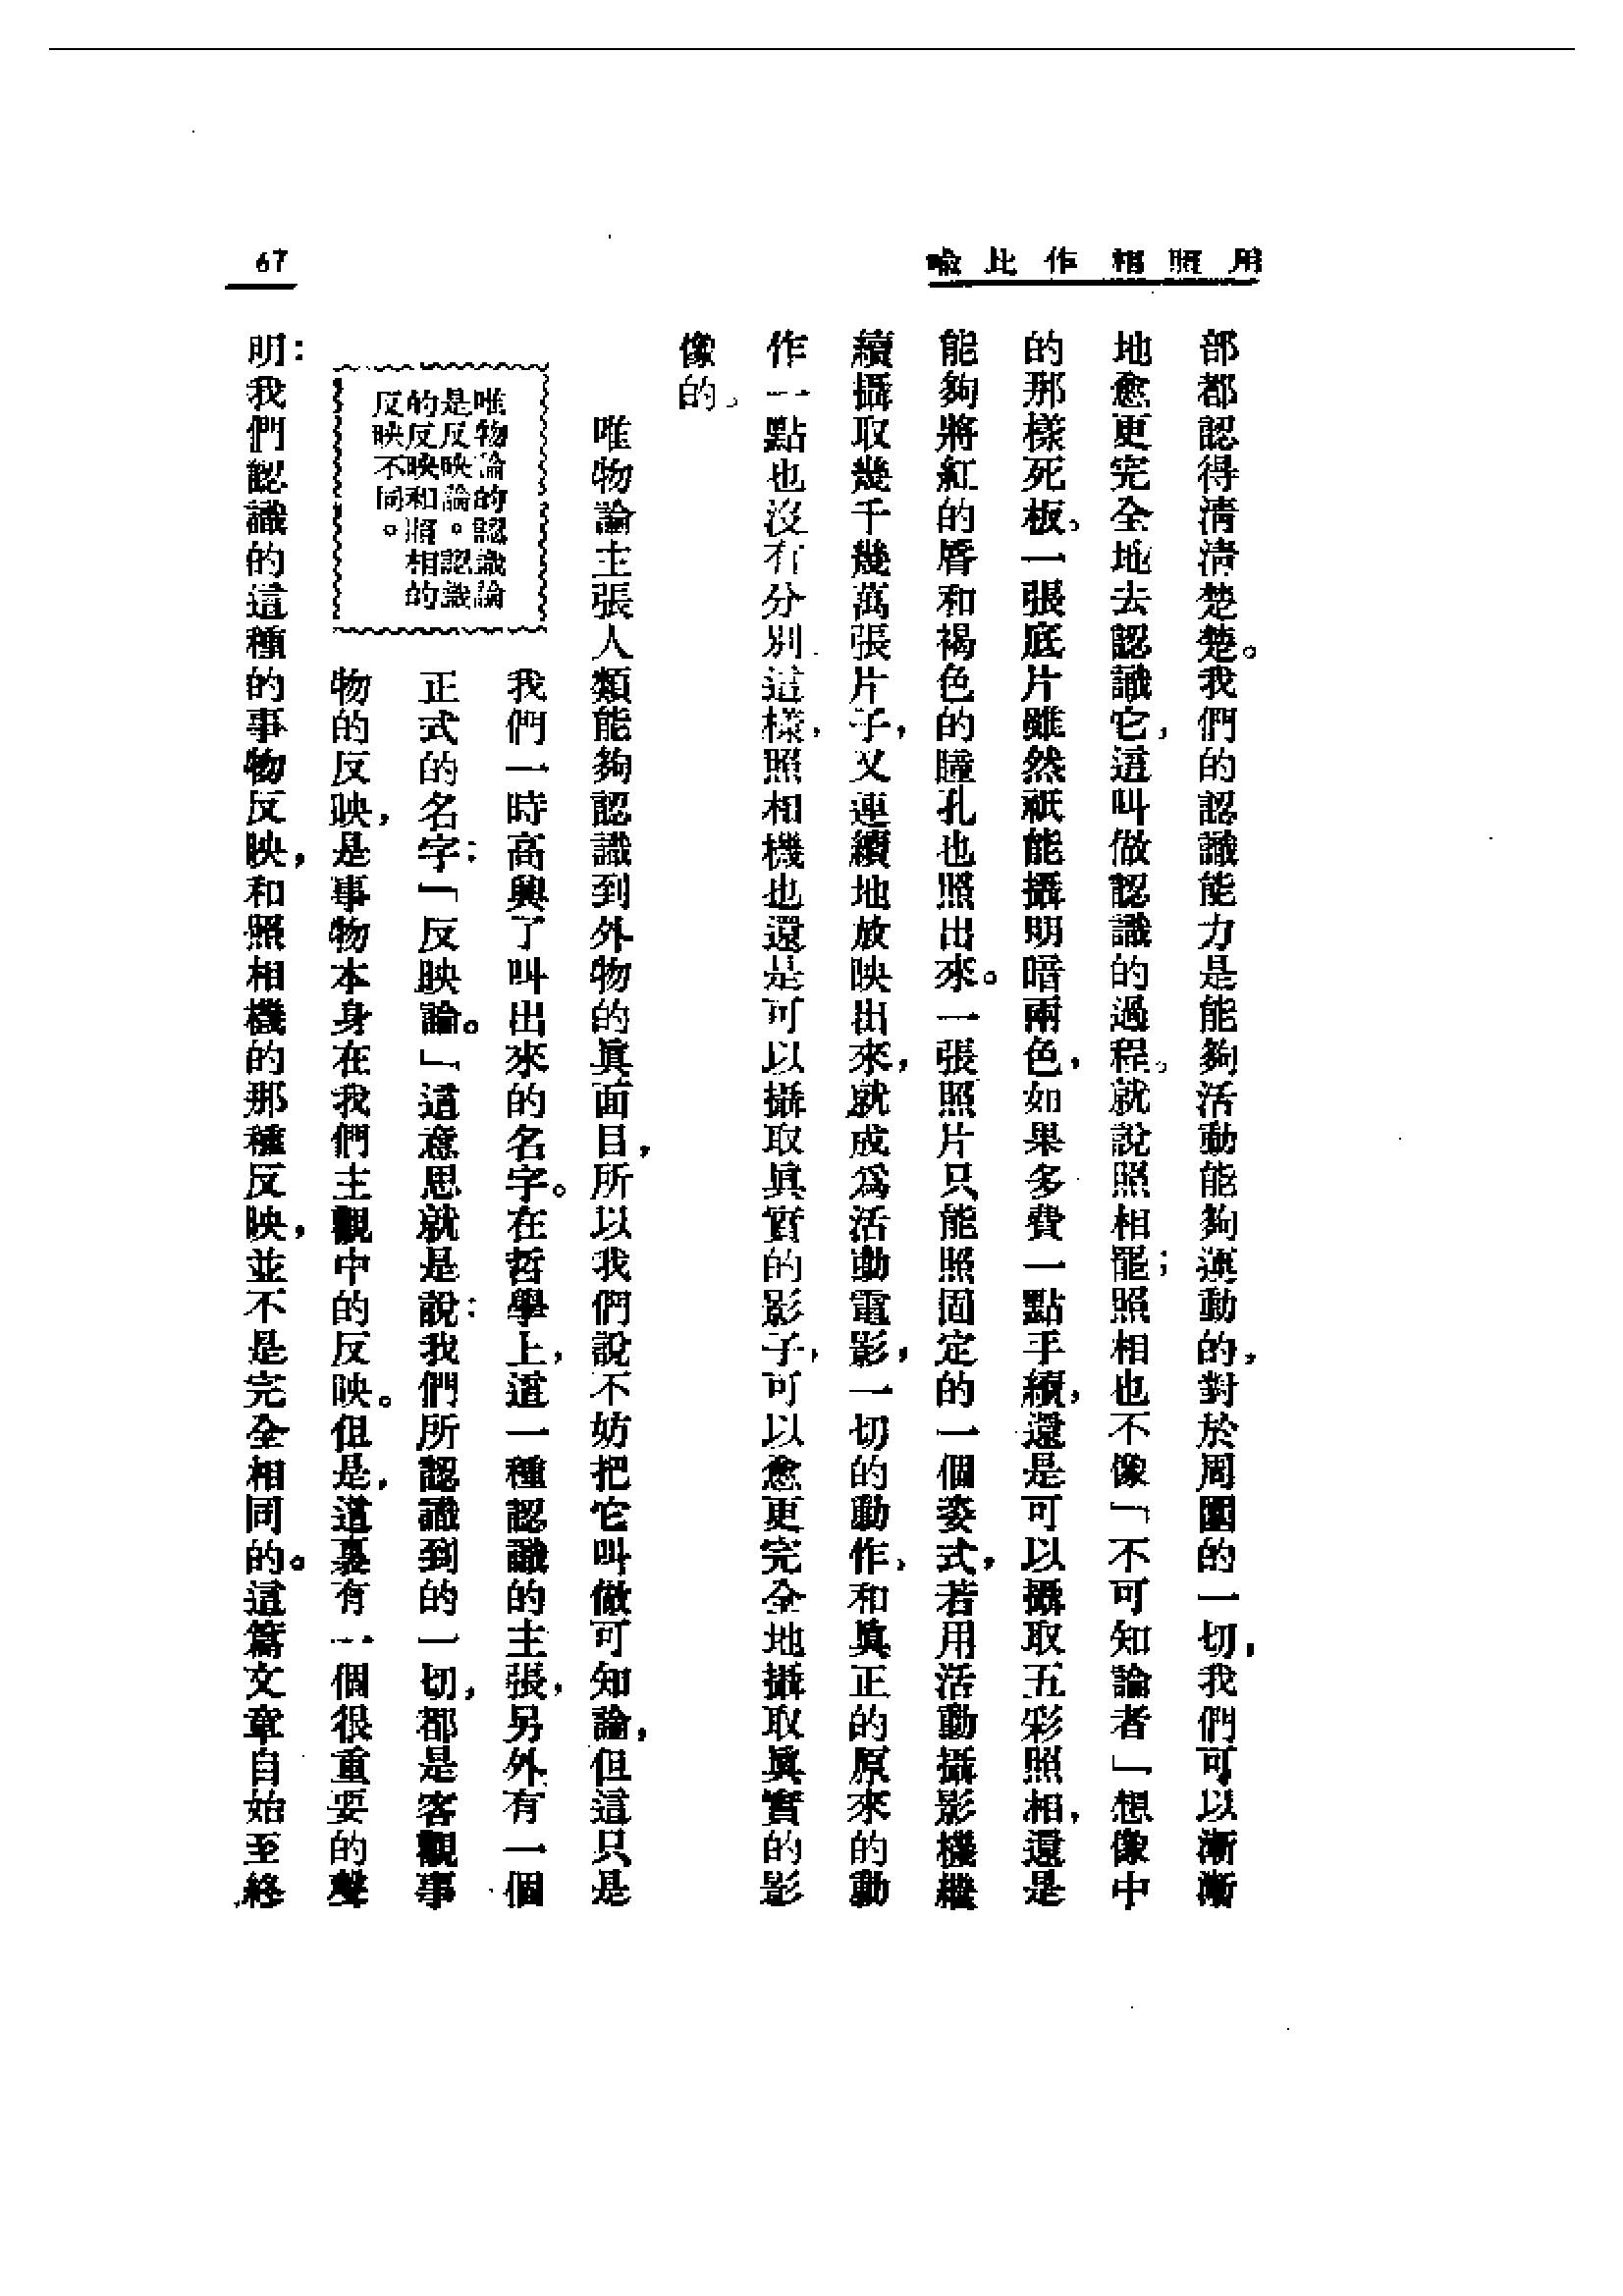 用照相作比喻
67
部都認得清清楚楚。我們的認識能力是能夠活動能夠運動的，對於周圍的一切，我們可以漸漸
地愈更完全地去認識它，這叫做認識的過程。就說照相罷；照相也不像「不可知論者」想像中
的那樣死板。一張底片雖然祇能攝明暗兩色，如果多費一點手續，還是可以攝取五彩照相，還是
能夠將紅的唇和褐色的瞳孔也照出來。一張照片只能照固定的一個姿式，若用活動攝影機繼
續攝取幾千幾萬張片子，又連續地放映出來，就成爲活動電影，一切的動作、和眞正的原來的動
作一點也沒有分別。這樣，照相機也還是可以攝取眞實的影子，可以愈更完全地攝取眞實的影
像的。
唯物論主張人類能夠認識到外物的眞面目，所以我們說不妨把它叫做可知論，但這只是
我們一時高興了叫出來的名字。在哲學上，這一種認識的主張，另外有一個
正式的名字：「反映論。」這意思就是說：我們所認識到的一切，都是客觀事
物的反映，是事物本身在我們主觀中的反映。但是，這裏有一個很重要的聲
唯物論的認識論
是反映論。認識
的反映和照相的
反映不同。
明：我們認識的這種的事物反映，和照相機的那種反映，並不是完全相同的。這篇文章自始至終